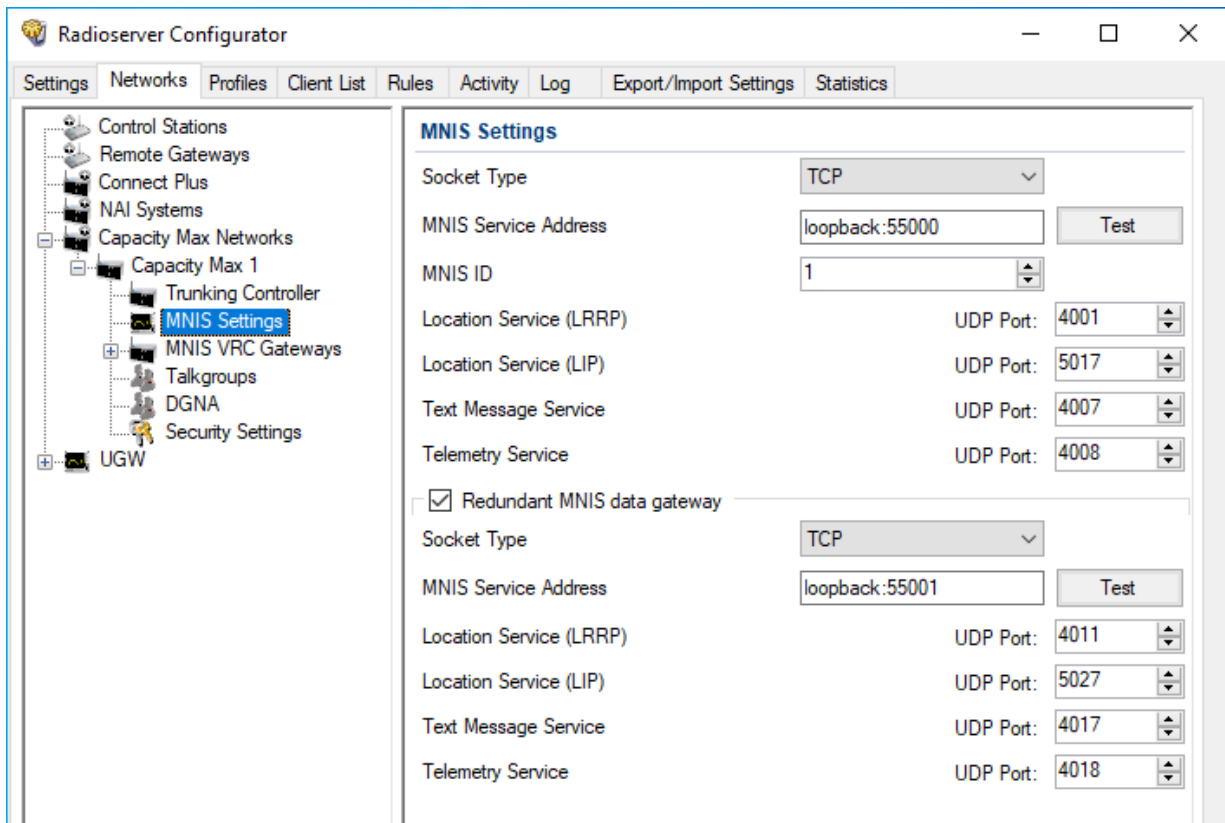 Radioserver Configurator
Settings Networks Profiles Client List Rules Activity Log Export/Import Settings Statistics
Control Stations
Remote Gateways
Connect Plus
NAI Systems
Capacity Max Networks
Capacity Max 1
Trunking Controller
MNIS Settings
MNIS VRC Gateways
Talkgroups
DGNA
Security Settings
UGW
MNIS Settings
Socket Type TCP
MNIS Service Address loopback:55000 Test
MNIS ID 1
Location Service (LRRP) UDP Port: 4001
Location Service (LIP) UDP Port: 5017
Text Message Service UDP Port: 4007
Telemetry Service UDP Port: 4008
Redundant MNIS data gateway
Socket Type TCP
MNIS Service Address loopback:55001 Test
Location Service (LRRP) UDP Port: 4011
Location Service (LIP) UDP Port: 5027
Text Message Service UDP Port: 4017
Telemetry Service UDP Port: 4018